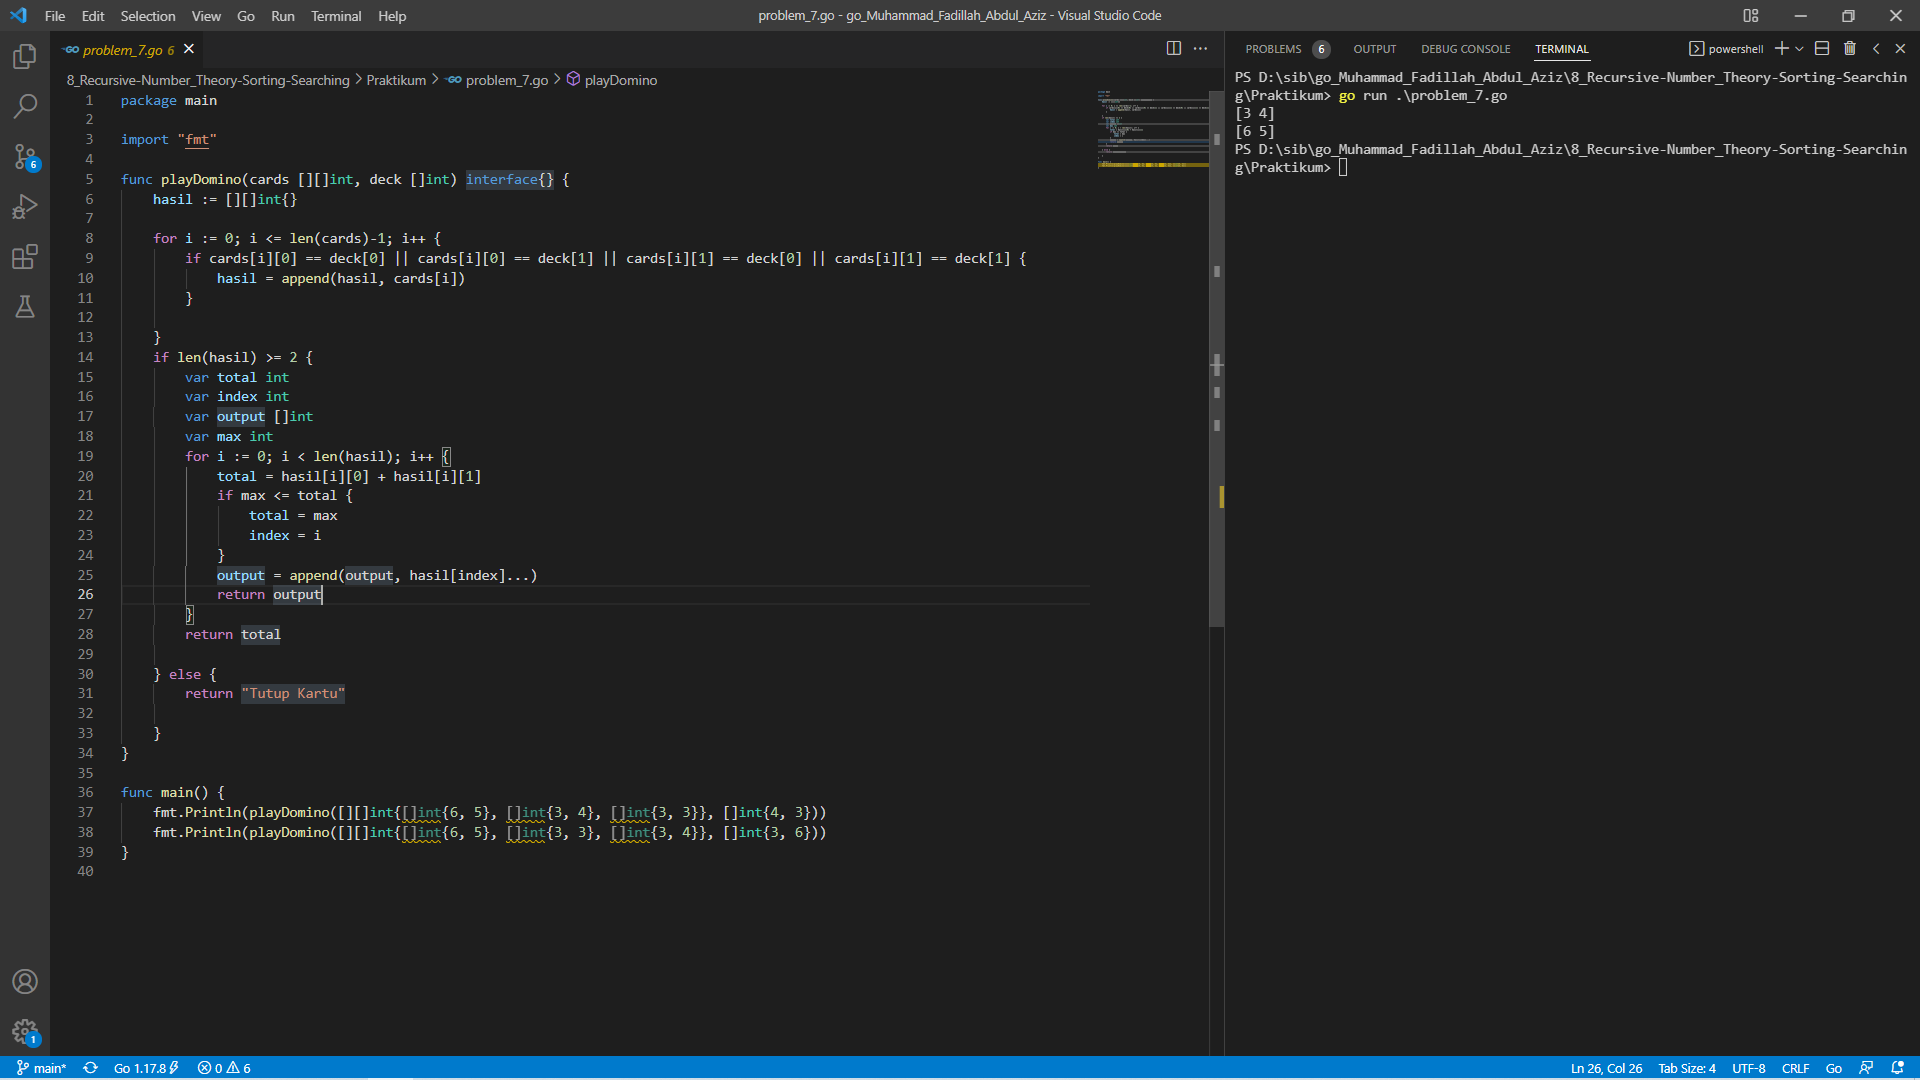 File Edit Selection View Go Run Terminal Help
problem_7.go - go_Muhammad_Fadillah_Abdul_Aziz - Visual Studio Code
problem_7.go 6
8_Recursive-Number_Theory-Sorting-Searching > Praktikum > problem_7.go > playDomino
1 package main
2
3 import "fmt"
4
5 func playDomino(cards [][]int, deck []int) interface{} {
6 hasil := [][]int{}
7
8 for i := 0; i <= len(cards)-1; i++ {
9 if cards[i][0] == deck[0] || cards[i][0] == deck[1] || cards[i][1] == deck[0] || cards[i][1] == deck[1] {
10 hasil = append(hasil, cards[i])
11 }
12
13 }
14 if len(hasil) >= 2 {
15 var total int
16 var index int
17 var output []int
18 var max int
19 for i := 0; i < len(hasil); i++ {
20 total = hasil[i][0] + hasil[i][1]
21 if max <= total {
22 total = max
23 index = i
24 }
25 output = append(output, hasil[index]...)
26 return output
27 }
28 return total
29
30 } else {
31 return "Tutup Kartu"
32
33 }
34 }
35
36 func main() {
37 fmt.Println(playDomino([][]int{[]int{6, 5}, []int{3, 4}, []int{3, 3}}, []int{4, 3}))
38 fmt.Println(playDomino([][]int{[]int{6, 5}, []int{3, 3}, []int{3, 4}}, []int{3, 6}))
39 }
40
PROBLEMS 6 OUTPUT DEBUG CONSOLE TERMINAL powershell
PS D:\sib\go_Muhammad_Fadillah_Abdul_Aziz\8_Recursive-Number_Theory-Sorting-Searchin
g\Praktikum> go run .\problem_7.go
[3 4]
[6 5]
PS D:\sib\go_Muhammad_Fadillah_Abdul_Aziz\8_Recursive-Number_Theory-Sorting-Searchin
g\Praktikum>
6
1
main* Go 1.17.8 0 6 Ln 26, Col 26 Tab Size: 4 UTF-8 CRLF Go